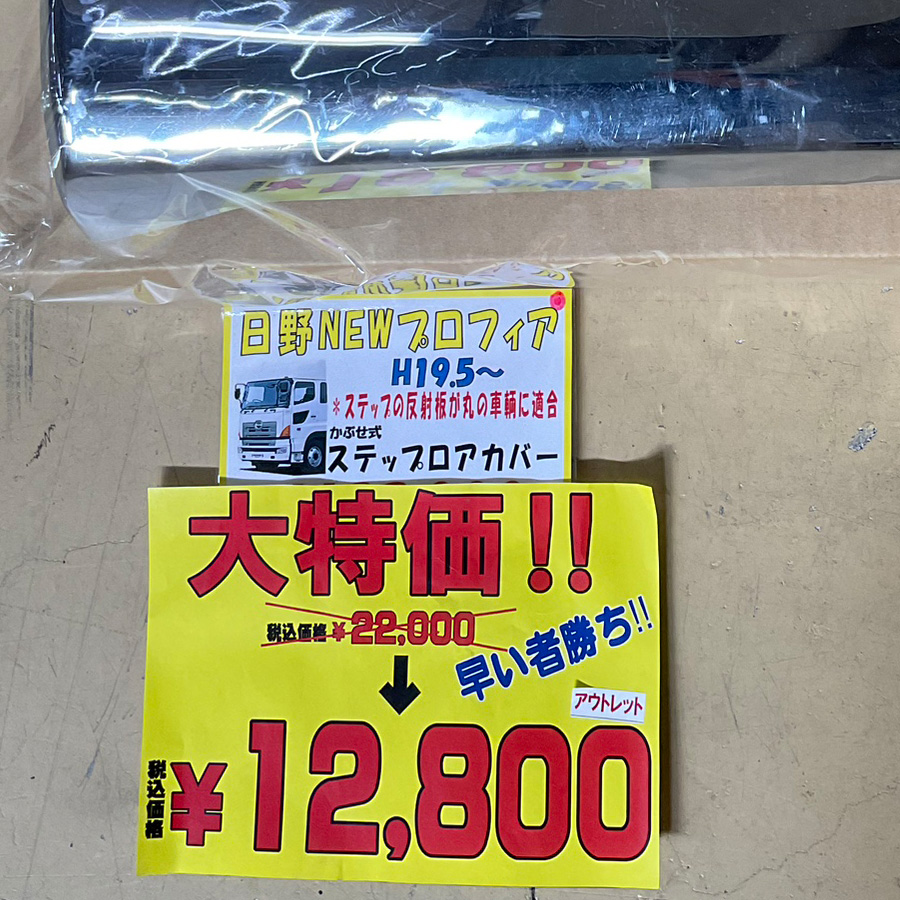 日野NEWプロフィア
H19.5〜
*ステップの反射板が丸の車輌に適合
かぶせ式
ステップロアカバー
大特価!!
税込価格¥22,000
早い者勝ち!!
アウトレット
税込価格¥12,800